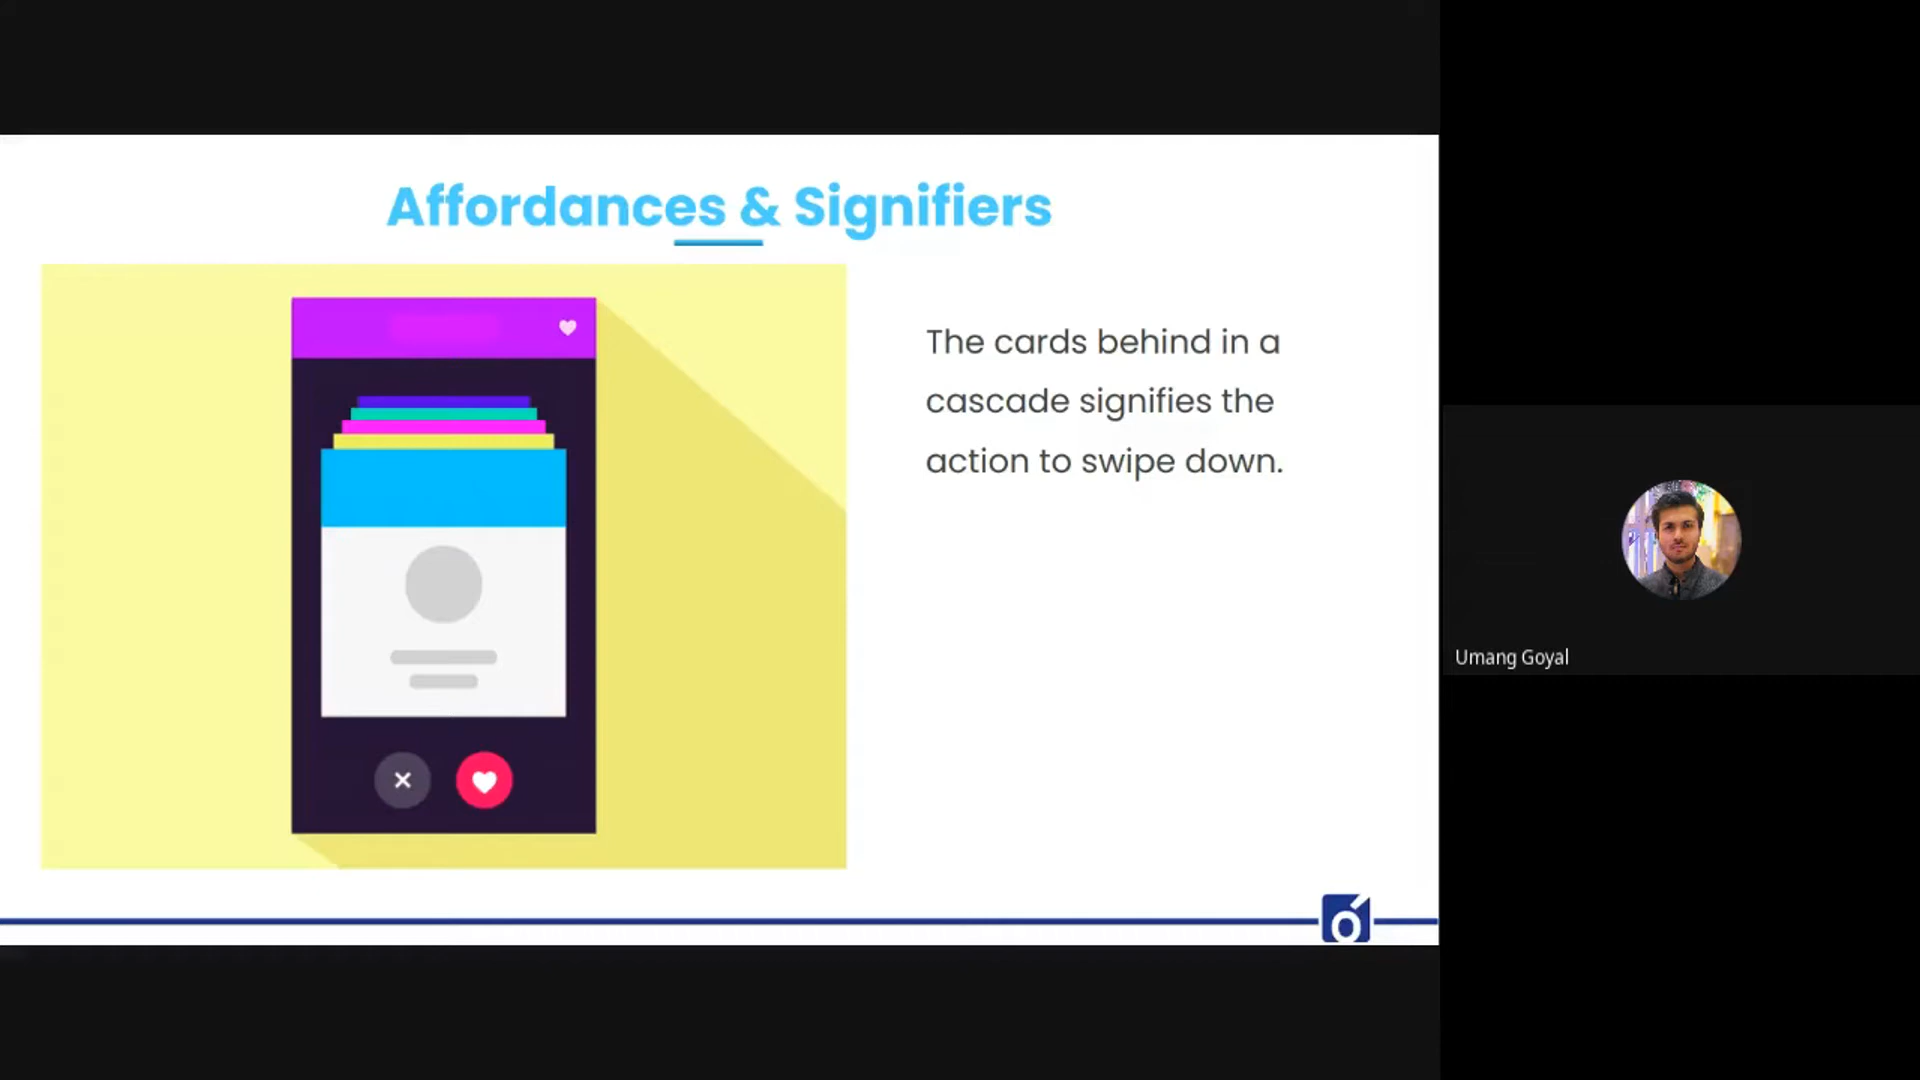 Affordances & Signifiers
The cards behind in a
cascade signifies the
action to swipe down.
Umang Goyal